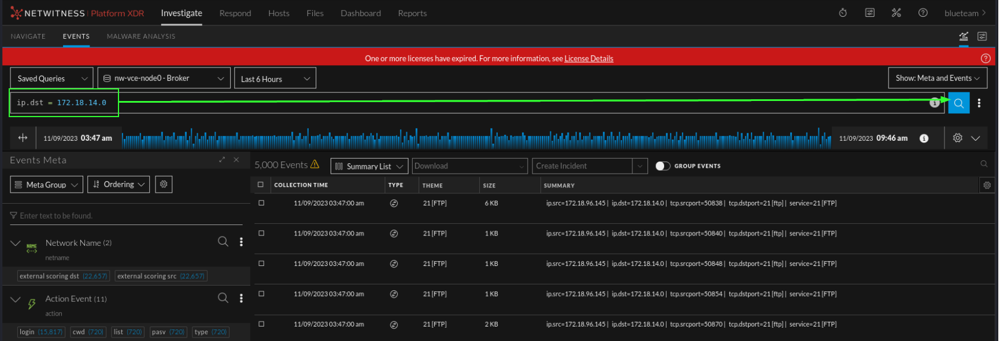 NETWITNESS | Platform XDR Investigate Respond Hosts Files Dashboard Reports blueteam >
NAVIGATE EVENTS MALWARE ANALYSIS
One or more licenses have expired. For more information, see License Details
Saved Queries nw-vce-node0 - Broker Last 6 Hours Show: Meta and Events
ip.dst = 172.18.14.0
11/09/2023 03:47 am 11/09/2023 09:46 am
Events Meta
5,000 Events Summary List Download Create Incident GROUP EVENTS
Meta Group Ordering
COLLECTION TIME TYPE THEME SIZE SUMMARY
11/09/2023 03:47:00 am 21 [FTP] 6 KB ip.src=172.18.96.145 | ip.dst=172.18.14.0 | tcp.srcport=50838 | tcp.dstport=21 [ftp] | service=21 [FTP]
Enter text to be found.
11/09/2023 03:47:00 am 21 [FTP] 1 KB ip.src=172.18.96.145 | ip.dst=172.18.14.0 | tcp.srcport=50840 | tcp.dstport=21 [ftp] | service=21 [FTP]
Network Name (2)
NAME
netname
11/09/2023 03:47:00 am 21 [FTP] 1 KB ip.src=172.18.96.145 | ip.dst=172.18.14.0 | tcp.srcport=50848 | tcp.dstport=21 [ftp] | service=21 [FTP]
external scoring dst (22,657) external scoring src (22,657)
11/09/2023 03:47:00 am 21 [FTP] 1 KB ip.src=172.18.96.145 | ip.dst=172.18.14.0 | tcp.srcport=50854 | tcp.dstport=21 [ftp] | service=21 [FTP]
Action Event (11)
action
11/09/2023 03:47:00 am 21 [FTP] 2 KB ip.src=172.18.96.145 | ip.dst=172.18.14.0 | tcp.srcport=50870 | tcp.dstport=21 [ftp] | service=21 [FTP]
login (15,817) cwd (720) list (720) pasv (720) type (720)